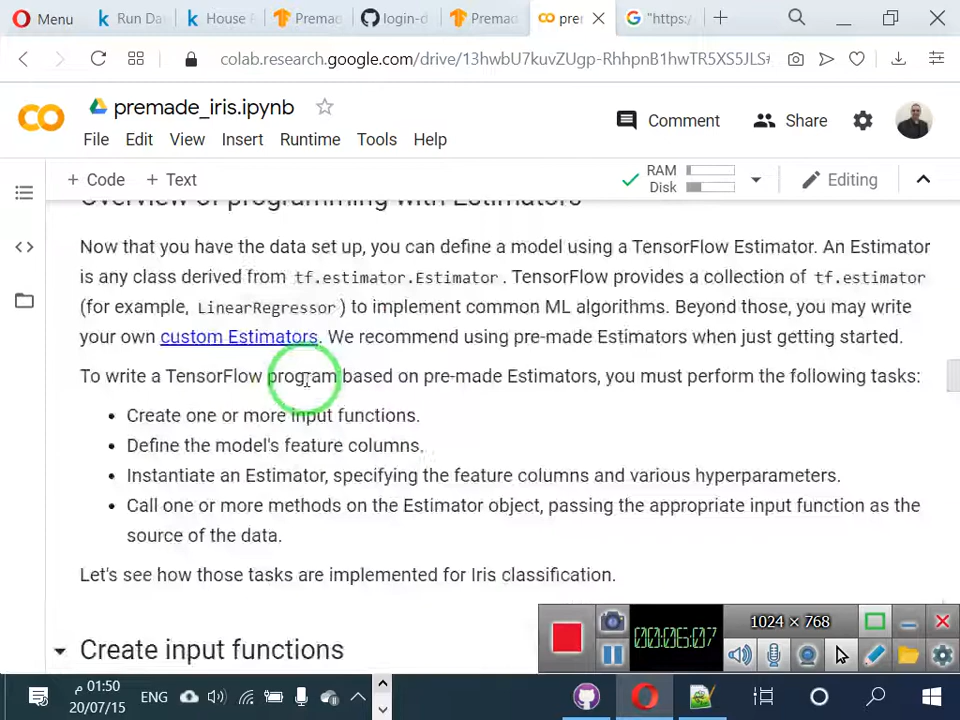 Menu
Run Da
House F
Premad
login-d
Premad
prem
"https:/
colab.research.google.com/drive/13hwbU7kuvZUgp-RhhpnB1hwTR5XS5JLS#
premade_iris.ipynb
Comment
Share
File Edit View Insert Runtime Tools Help
+ Code + Text
RAM
Disk
Editing
Overview of programming with Estimators
Now that you have the data set up, you can define a model using a TensorFlow Estimator. An Estimator
is any class derived from tf.estimator.Estimator. TensorFlow provides a collection of tf.estimator
(for example, LinearRegressor) to implement common ML algorithms. Beyond those, you may write
your own custom Estimators. We recommend using pre-made Estimators when just getting started.
To write a TensorFlow program based on pre-made Estimators, you must perform the following tasks:
• Create one or more input functions.
• Define the model's feature columns.
• Instantiate an Estimator, specifying the feature columns and various hyperparameters.
• Call one or more methods on the Estimator object, passing the appropriate input function as the
source of the data.
Let's see how those tasks are implemented for Iris classification.
Create input functions
1024 × 768
00:06:07
ENG
01:50 م
20/07/15